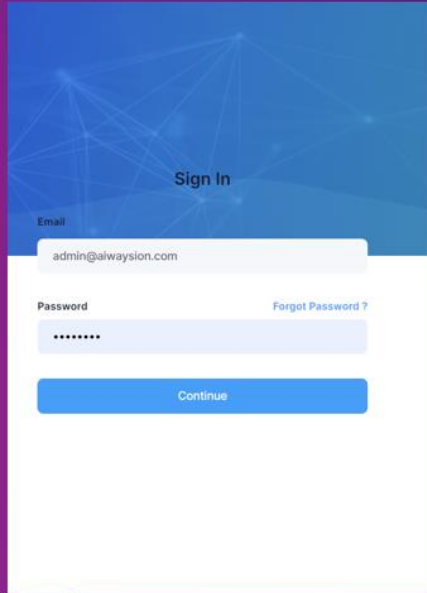 Sign In
Email
admin@aiwaysion.com
Password Forgot Password ?
••••••••
Continue